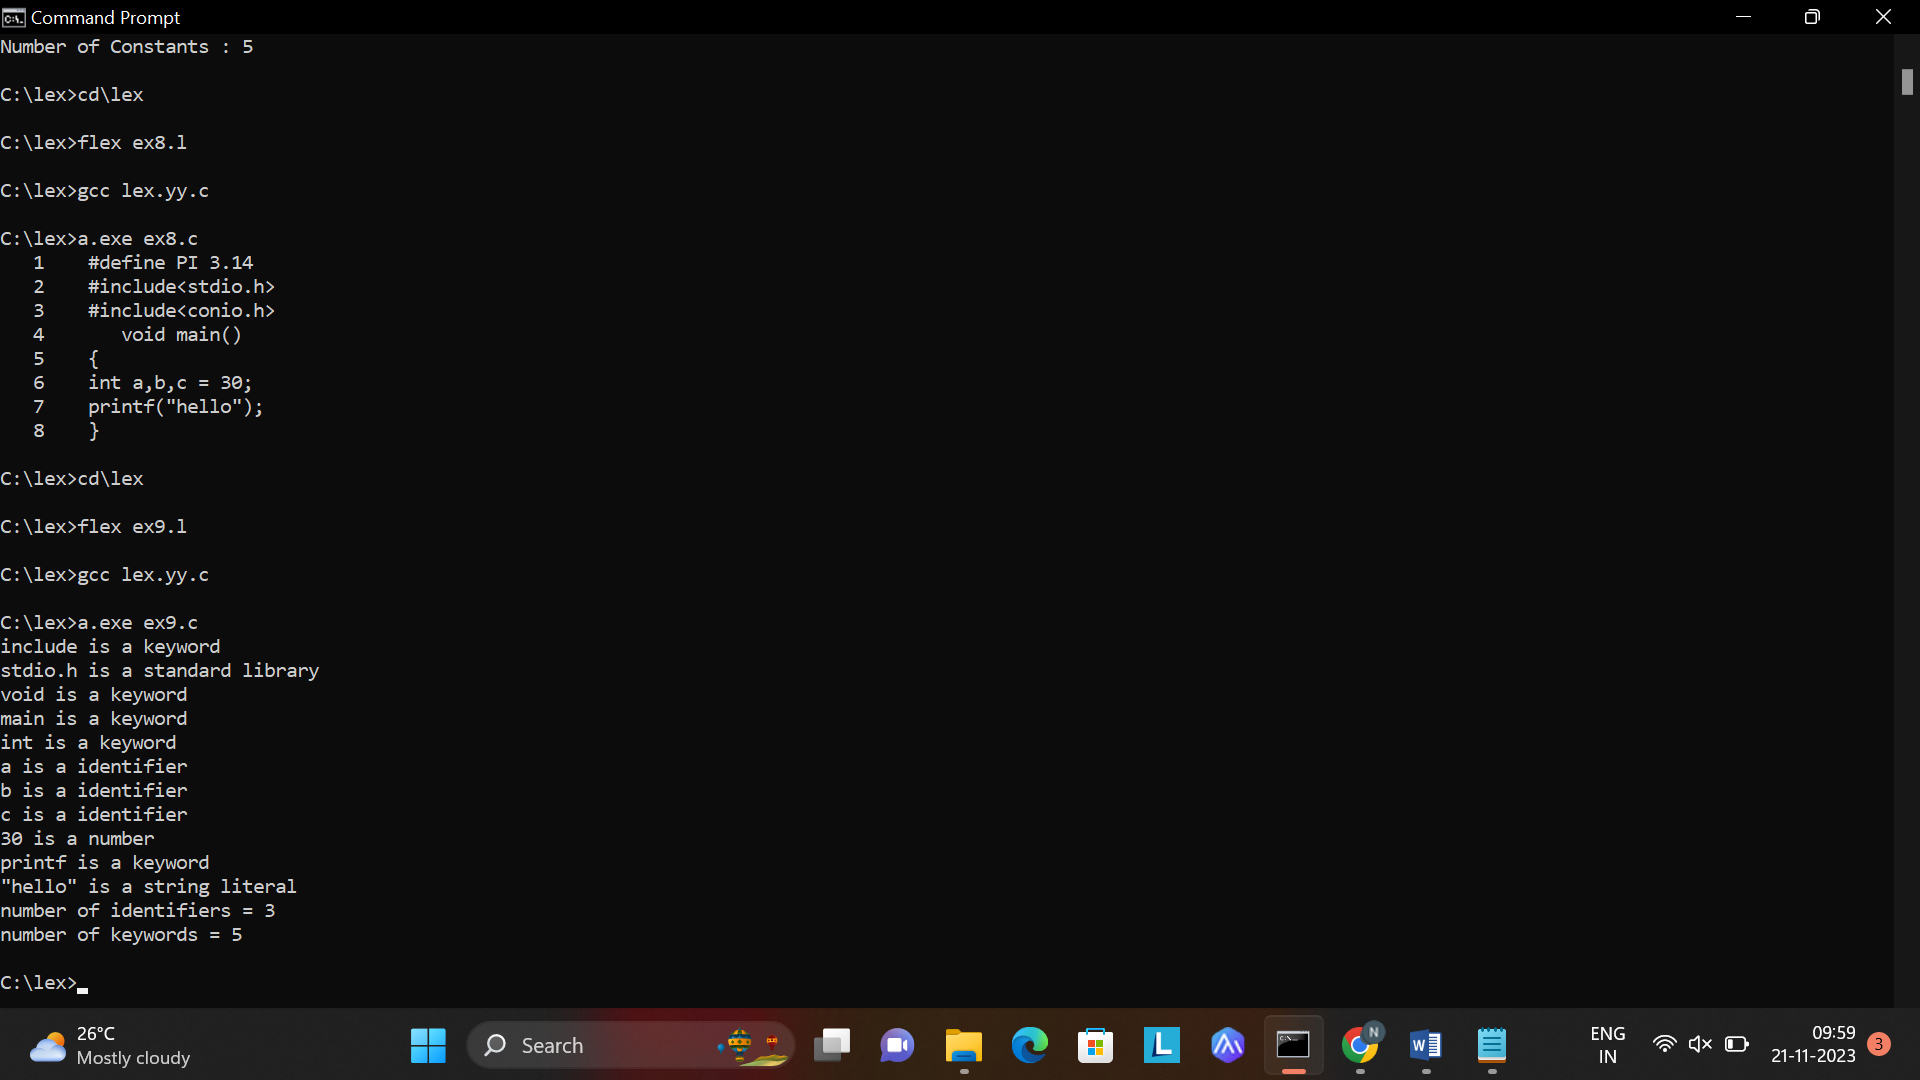 Command Prompt
Number of Constants : 5
C:\lex>cd\lex
C:\lex>flex ex8.l
C:\lex>gcc lex.yy.c
C:\lex>a.exe ex8.c
1 #define PI 3.14
2 #include<stdio.h>
3 #include<conio.h>
4 void main()
5 {
6 int a,b,c = 30;
7 printf("hello");
8 }
C:\lex>cd\lex
C:\lex>flex ex9.l
C:\lex>gcc lex.yy.c
C:\lex>a.exe ex9.c
include is a keyword
stdio.h is a standard library
void is a keyword
main is a keyword
int is a keyword
a is a identifier
b is a identifier
c is a identifier
30 is a number
printf is a keyword
"hello" is a string literal
number of identifiers = 3
number of keywords = 5
C:\lex>
26°C
Mostly cloudy
Search
L
N
W
ENG
IN
09:59
21-11-2023
3